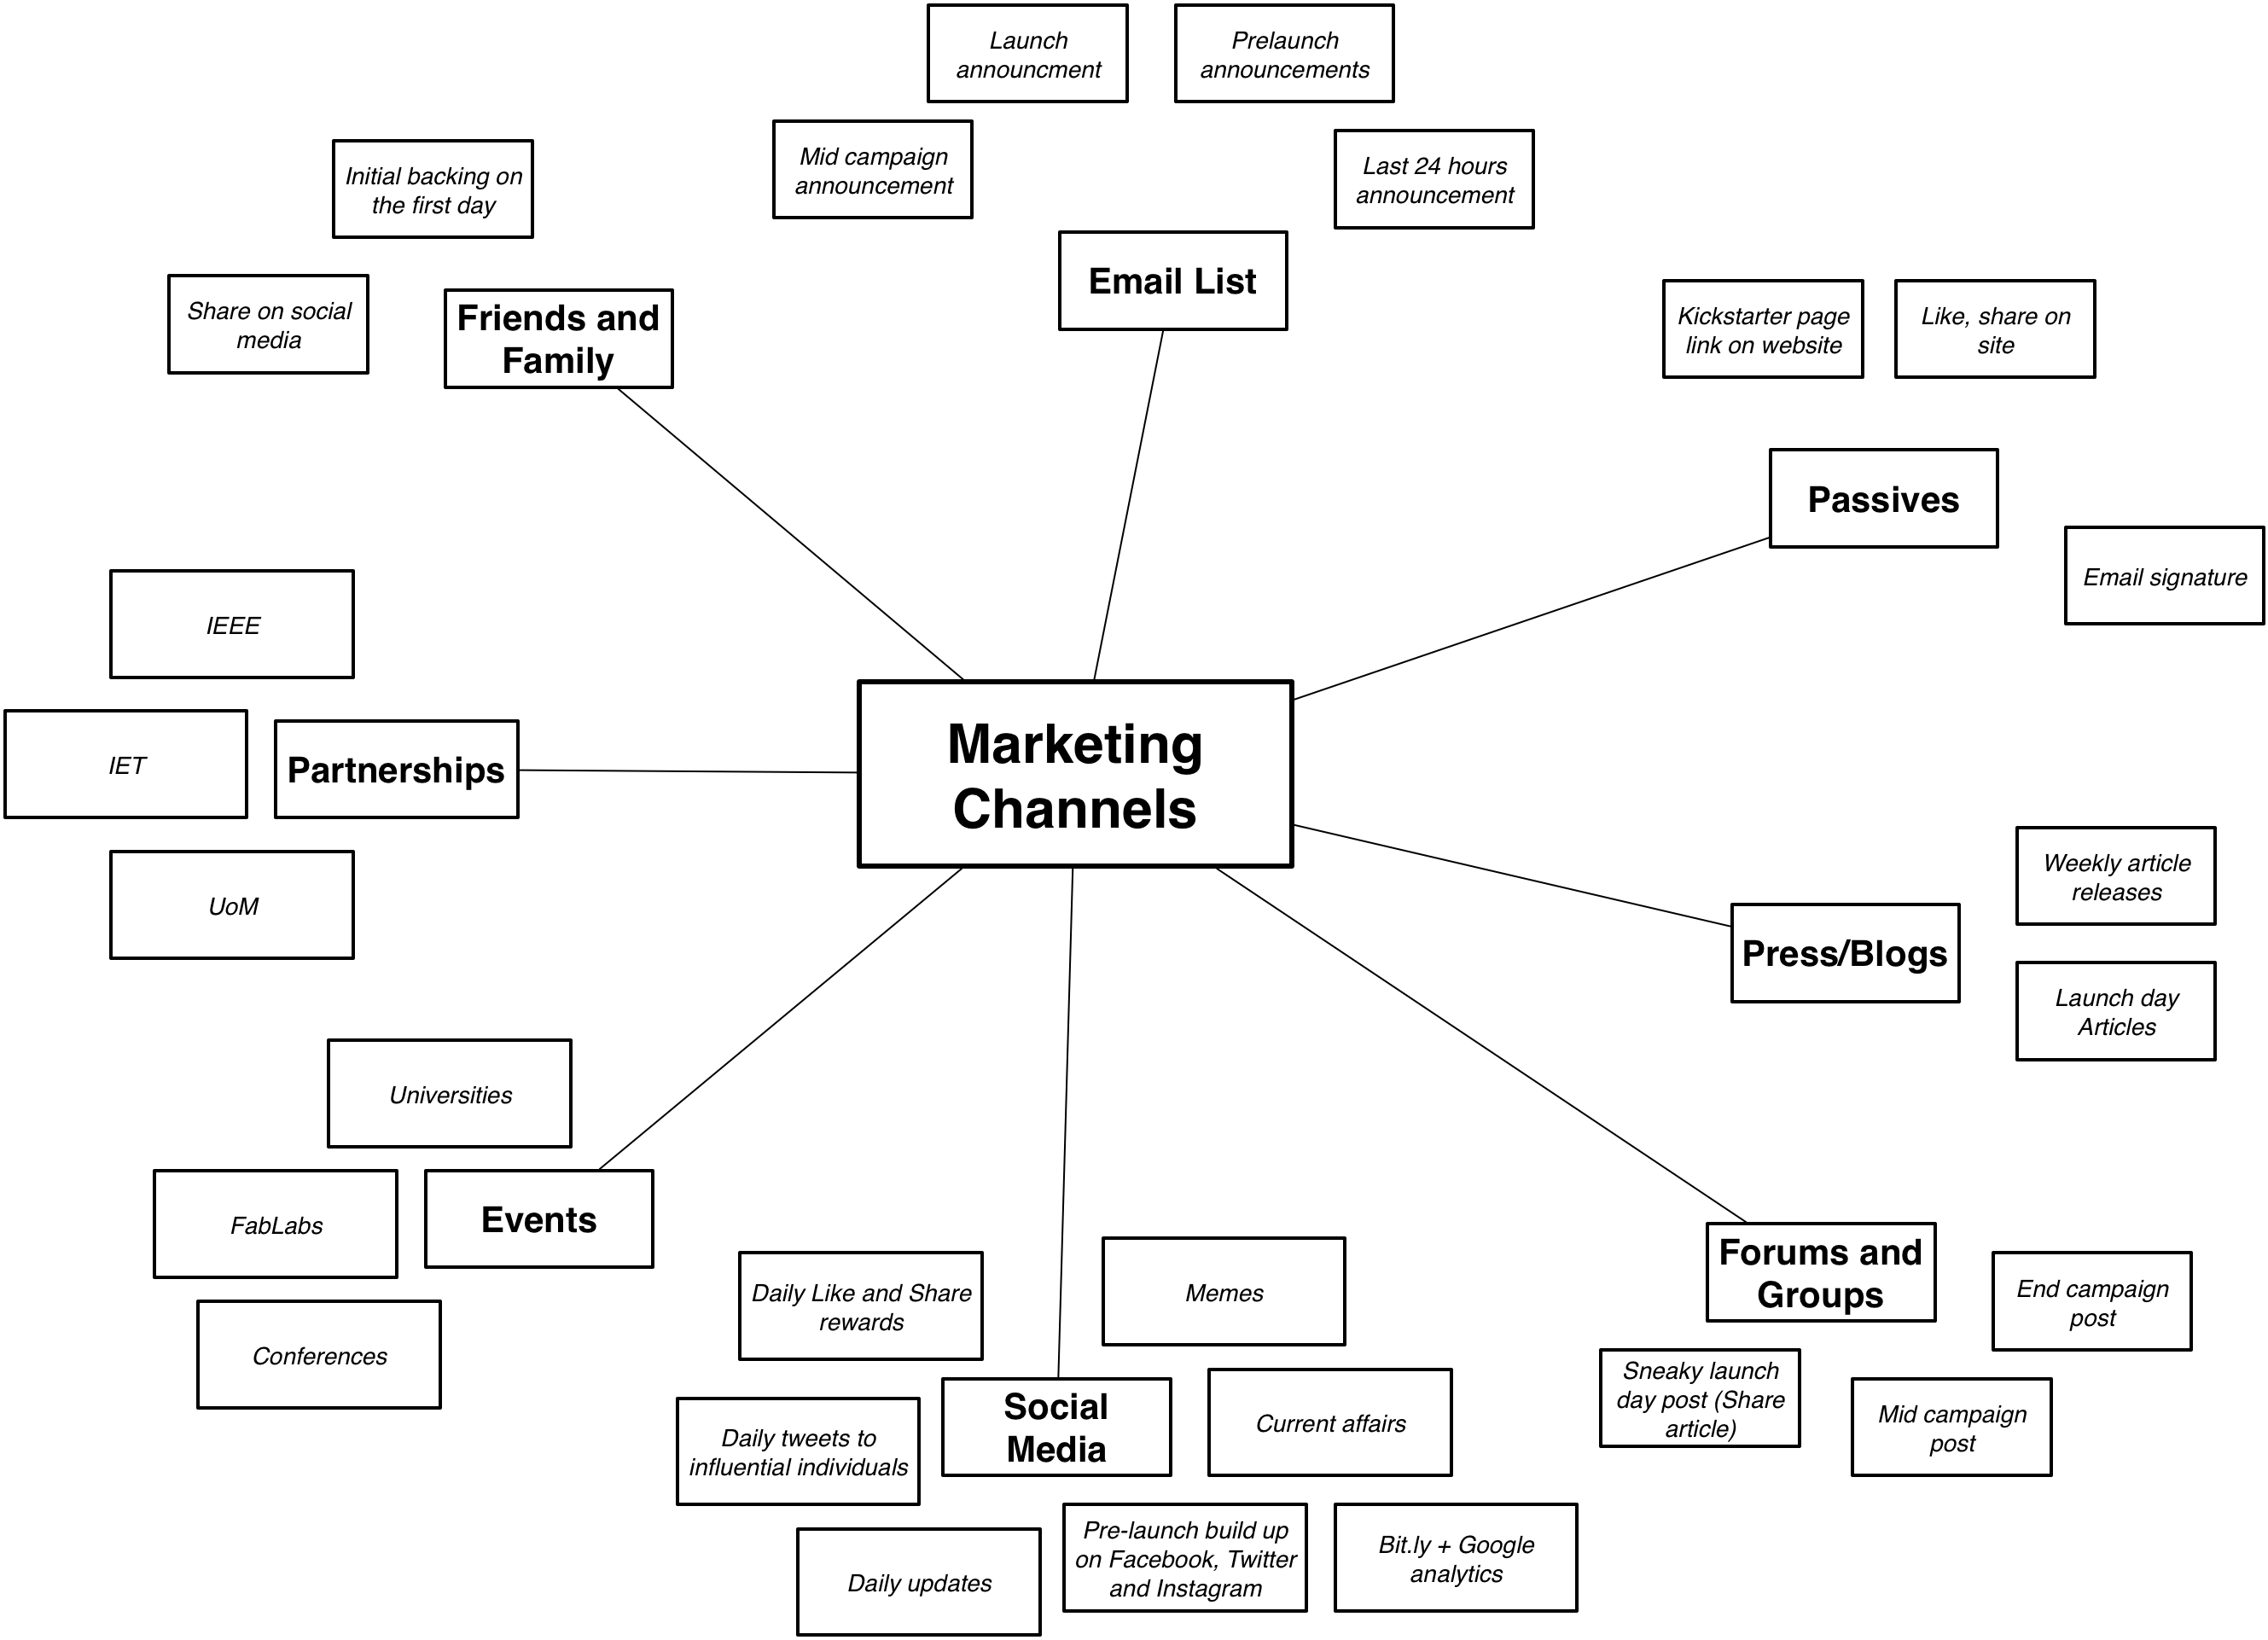 Launch
announcment
Prelaunch
announcements
Mid campaign
announcement
Last 24 hours
announcement
Email List
Initial backing on
the first day
Share on social
media
Friends and
Family
Kickstarter page
link on website
Like, share on
site
Passives
Email signature
IEEE
IET
Partnerships
UoM
Marketing
Channels
Weekly article
releases
Press/Blogs
Launch day
Articles
Universities
FabLabs
Events
Conferences
Daily Like and Share
rewards
Memes
Daily tweets to
influential individuals
Social
Media
Current affairs
Daily updates
Pre-launch build up
on Facebook, Twitter
and Instagram
Bit.ly + Google
analytics
Forums and
Groups
End campaign
post
Sneaky launch
day post (Share
article)
Mid campaign
post